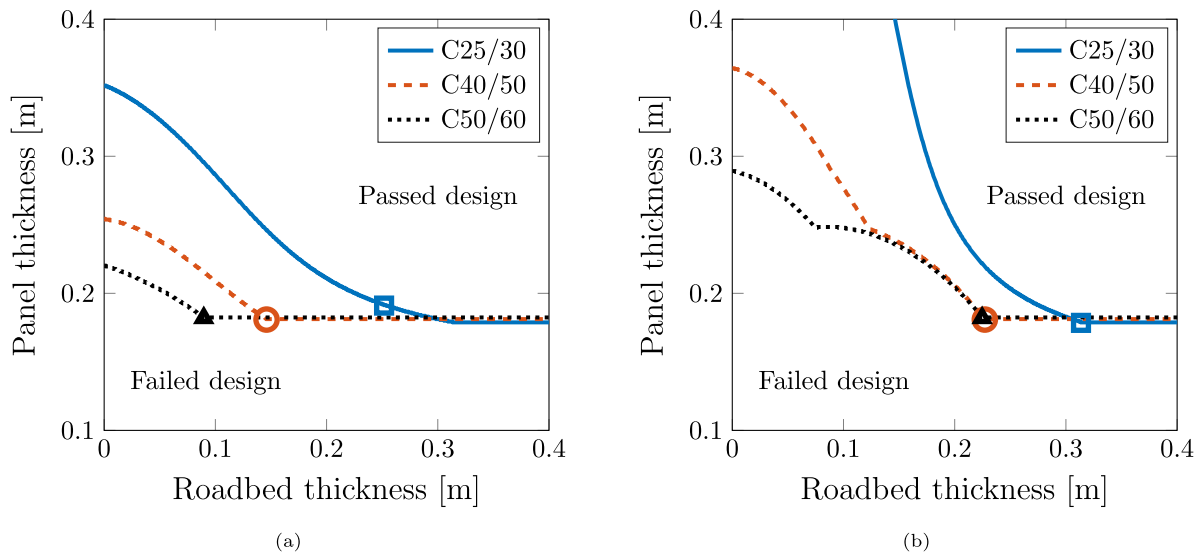 0.4
0.3
0.2
0.1
Panel thickness [m]
C25/30
C40/50
C50/60
Passed design
Failed design
0 0.1 0.2 0.3 0.4
Roadbed thickness [m]
(a)
0.4
0.3
0.2
0.1
Panel thickness [m]
C25/30
C40/50
C50/60
Passed design
Failed design
0 0.1 0.2 0.3 0.4
Roadbed thickness [m]
(b)